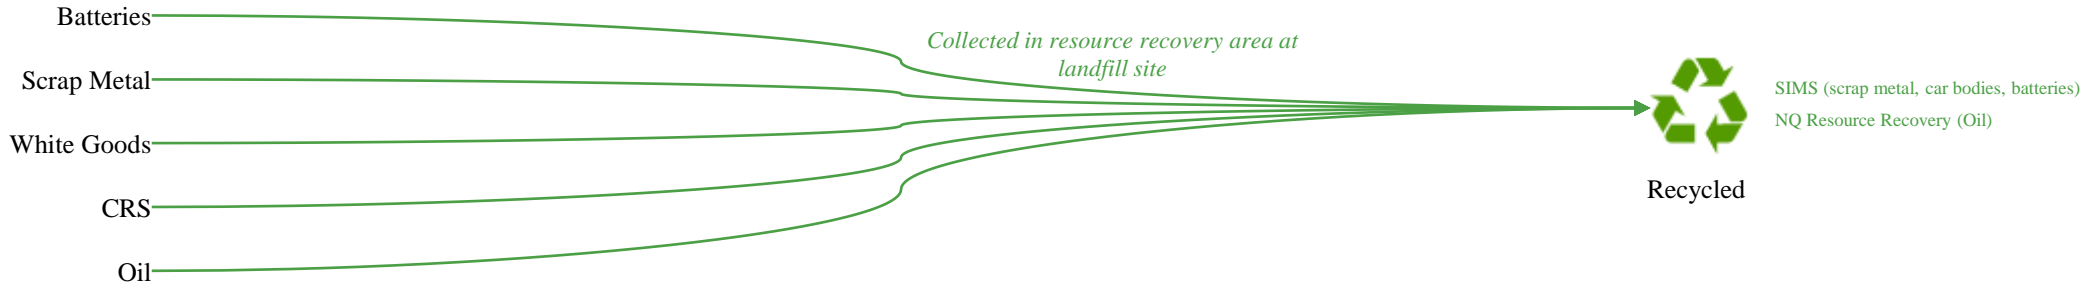 Batteries
Scrap Metal
White Goods
CRS
Oil
Collected in resource recovery area at
landfill site
Recycled
SIMS (scrap metal, car bodies, batteries)
NQ Resource Recovery (Oil)